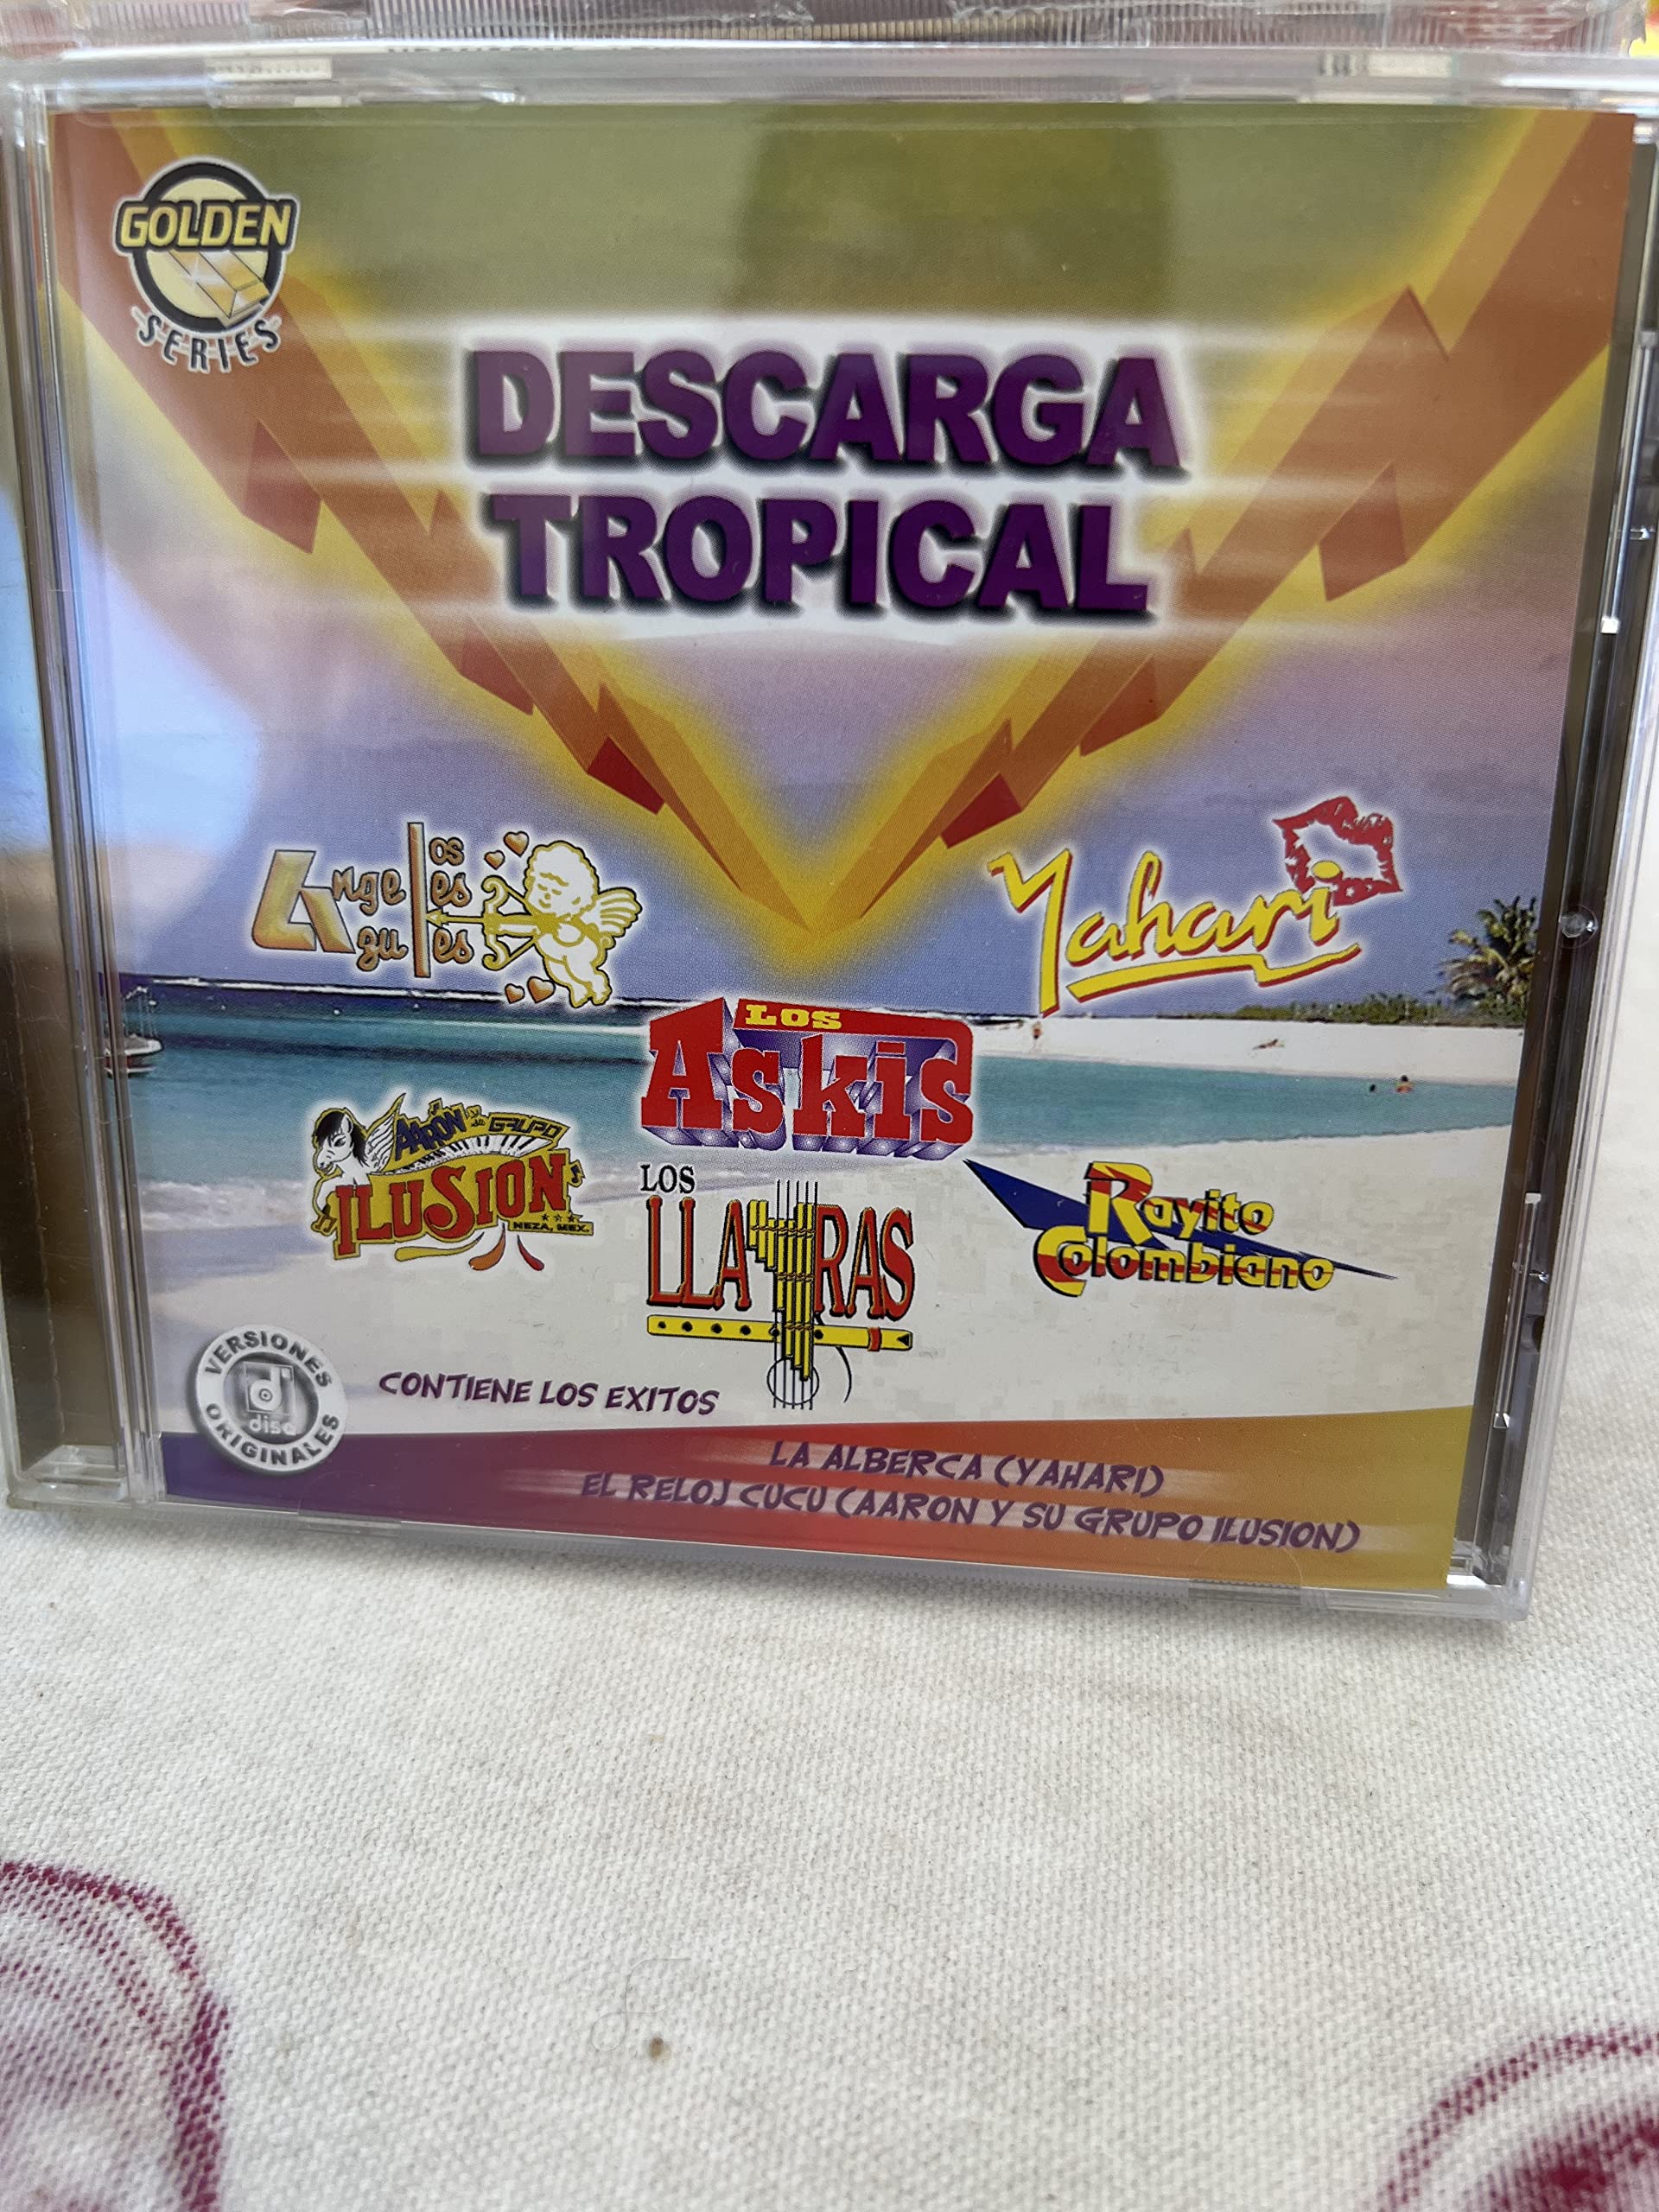 GOLDEN
SERIES
DESCARGA
TROPICAL
Los
Angeles
Azules
Yahari
LOS
Askis
AARÓN y su GRUPO
ILUSION
NEZA, MEX.
LOS
LLAYRAS
Rayito
Colombiano
VERSIONES
disa
ORIGINALES
CONTIENE LOS EXITOS
LA ALBERCA (YAHARI)
EL RELOJ CUCU (AARON Y SU GRUPO ILUSION)